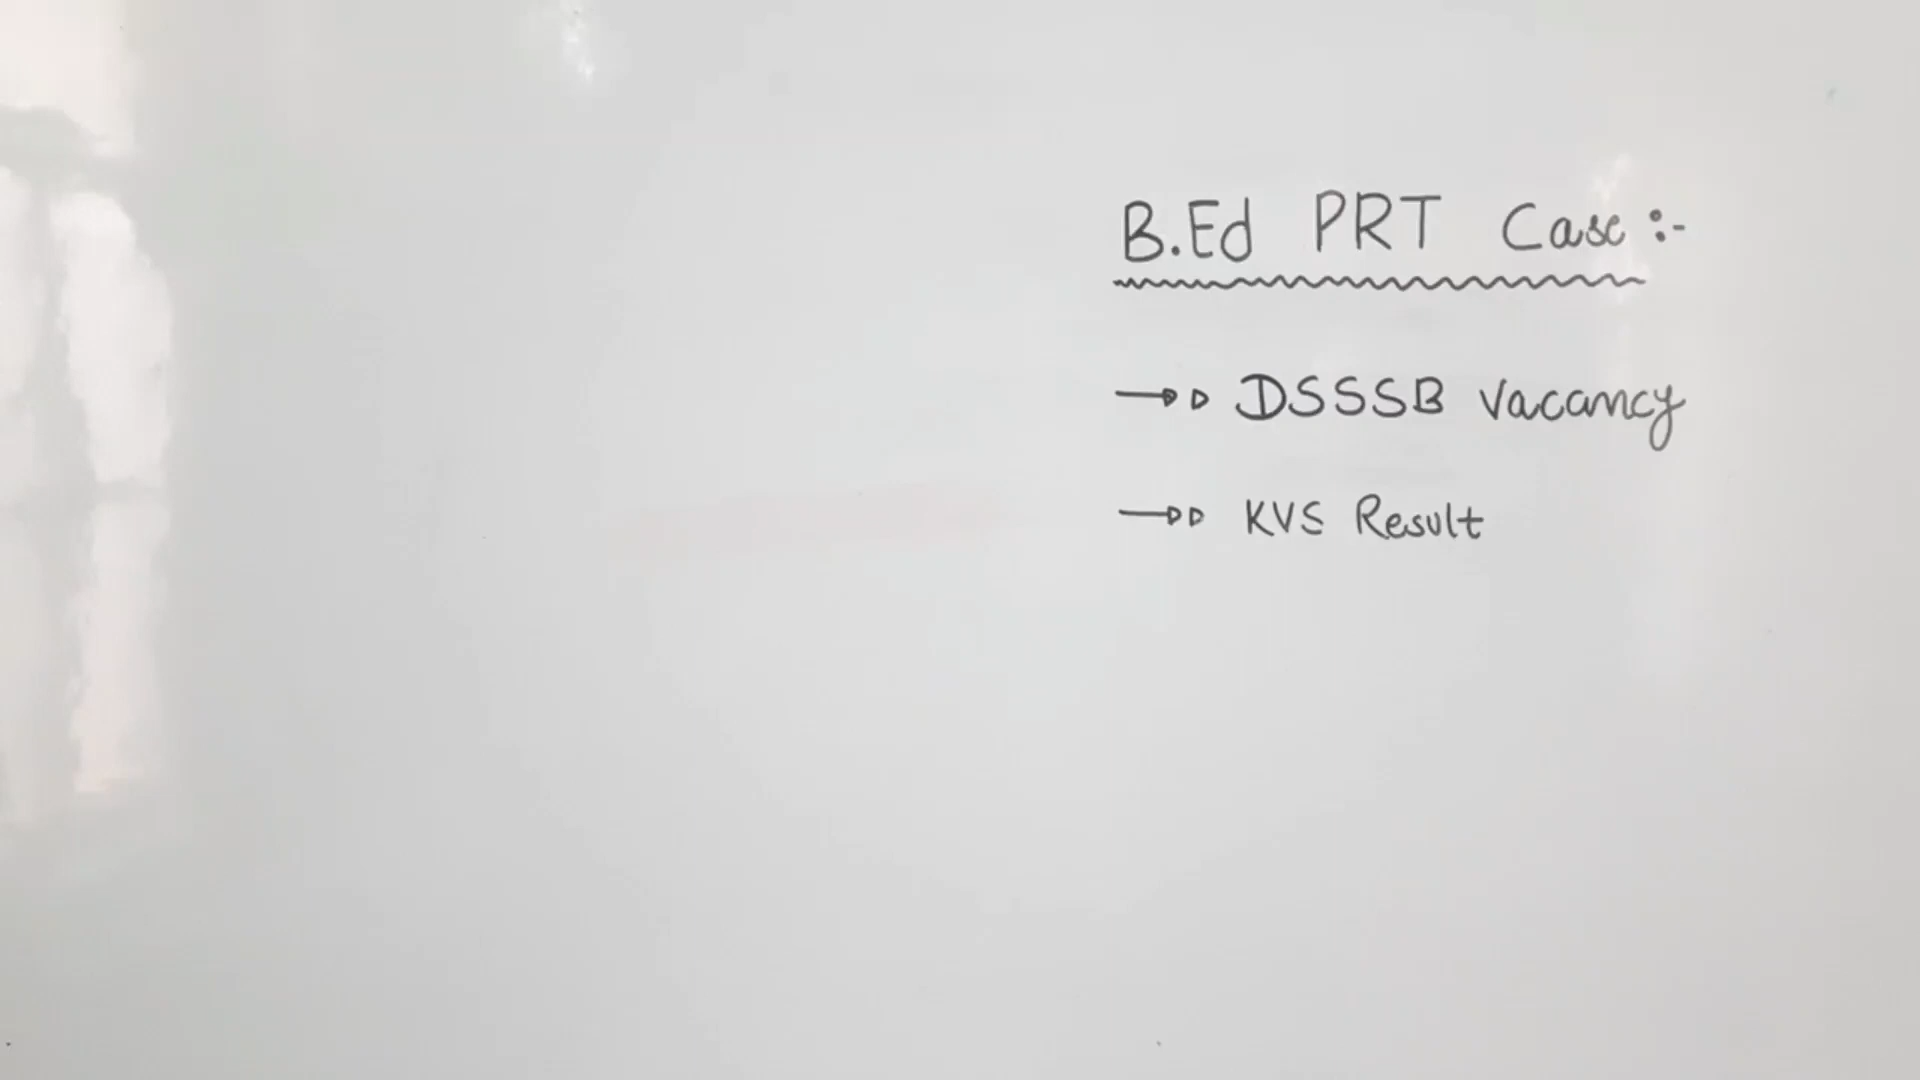 B.Ed PRT Case :-
→▷ DSSSB Vacancy
→▷ KVS Result